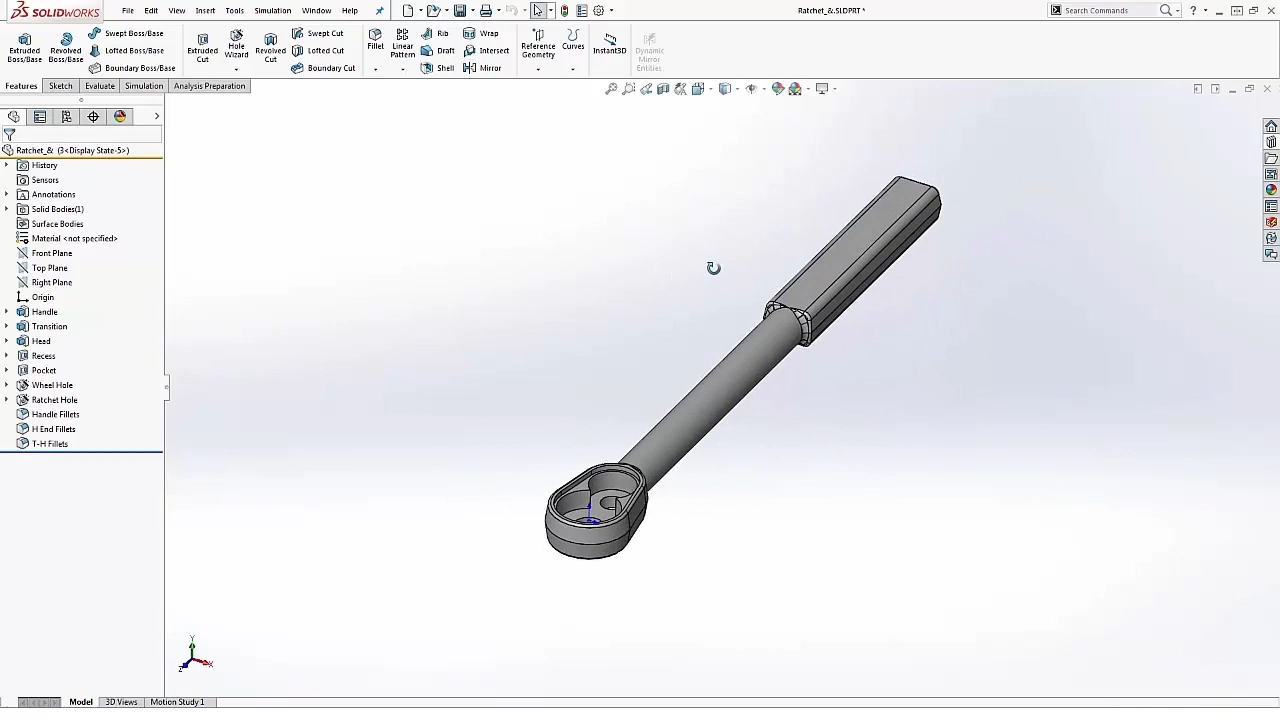 SOLIDWORKS File Edit View Insert Tools Simulation Window Help Ratchet_&.SLDPRT * Search Commands
Extruded Boss/Base Revolved Boss/Base Swept Boss/Base Lofted Boss/Base Boundary Boss/Base
Extruded Cut Hole Wizard Revolved Cut Swept Cut Lofted Cut Boundary Cut
Fillet Linear Pattern Rib Draft Shell Wrap Intersect Mirror
Reference Geometry Curves Instant3D Dynamic Mirror Entities
Features Sketch Evaluate Simulation Analysis Preparation
Ratchet_& (3<Display State-5>)
History
Sensors
Annotations
Solid Bodies(1)
Surface Bodies
Material <not specified>
Front Plane
Top Plane
Right Plane
Origin
Handle
Transition
Head
Recess
Pocket
Wheel Hole
Ratchet Hole
Handle Fillets
H End Fillets
T-H Fillets
Y
Z X
Model 3D Views Motion Study 1